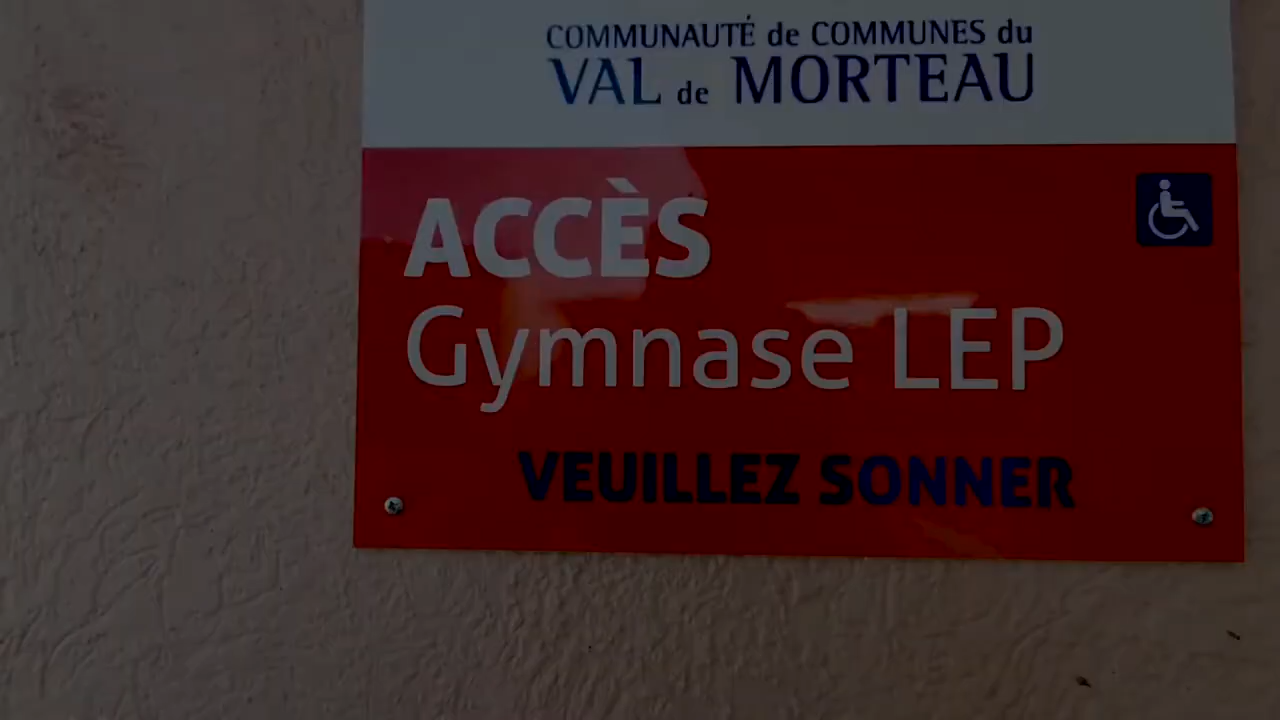 COMMUNAUTÉ de COMMUNES du
VAL de MORTEAU
ACCÈS
Gymnase LEP
VEUILLEZ SONNER